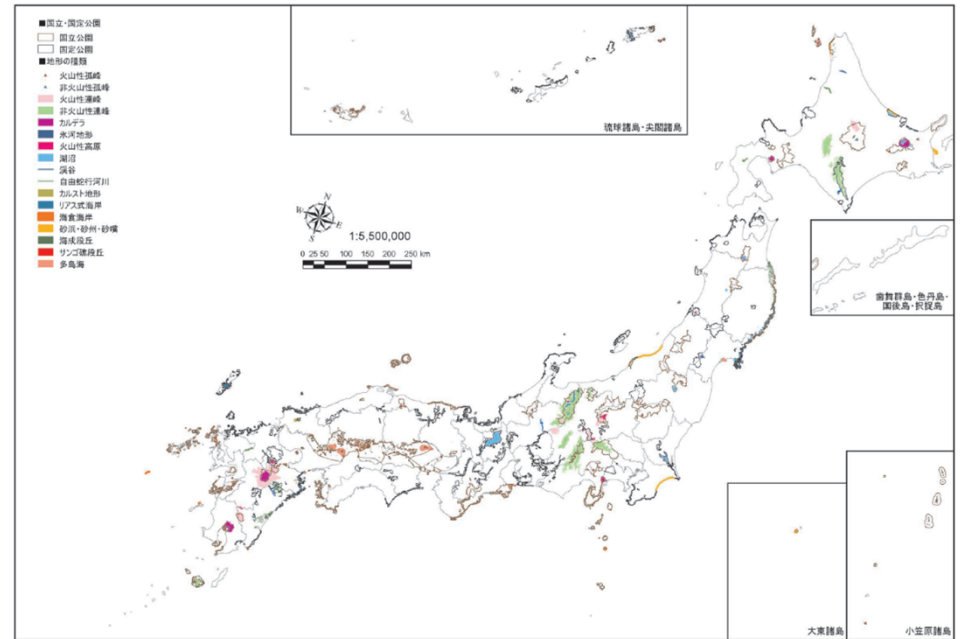 ■国立・国定公園
国立公園
国定公園
■地形の種類
火山性孤峰
非火山性孤峰
火山性連峰
非火山性連峰
カルデラ
氷河地形
火山性高原
湖沼
渓谷
自由蛇行河川
カルスト地形
リアス式海岸
海食海岸
砂浜・砂州・砂嘴
海成段丘
サンゴ礁段丘
多島海
琉球諸島・尖閣諸島
N
W
E
S
1:5,500,000
0 25 50 100 150 200 250 km
歯舞群島・色丹島・
国後島・択捉島
大東諸島
小笠原諸島